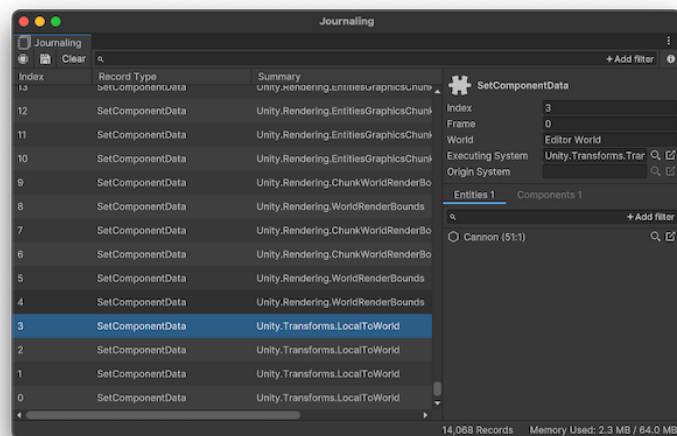 Journaling
Journaling
Clear
+Add filter
Index Record Type Summary
13 SetComponentData Unity.Rendering.EntitiesGraphicsChunk
12 SetComponentData Unity.Rendering.EntitiesGraphicsChunk
11 SetComponentData Unity.Rendering.EntitiesGraphicsChunk
10 SetComponentData Unity.Rendering.EntitiesGraphicsChunk
9 SetComponentData Unity.Rendering.ChunkWorldRenderBo
8 SetComponentData Unity.Rendering.WorldRenderBounds
7 SetComponentData Unity.Rendering.ChunkWorldRenderBo
6 SetComponentData Unity.Rendering.ChunkWorldRenderBo
5 SetComponentData Unity.Rendering.WorldRenderBounds
4 SetComponentData Unity.Rendering.WorldRenderBounds
3 SetComponentData Unity.Transforms.LocalToWorld
2 SetComponentData Unity.Transforms.LocalToWorld
1 SetComponentData Unity.Transforms.LocalToWorld
0 SetComponentData Unity.Transforms.LocalToWorld
SetComponentData
Index 3
Frame 0
World Editor World
Executing System Unity.Transforms.Trar
Origin System
Entities 1 Components 1
+Add filter
Cannon (51:1)
14,068 Records Memory Used: 2.3 MB / 64.0 MB